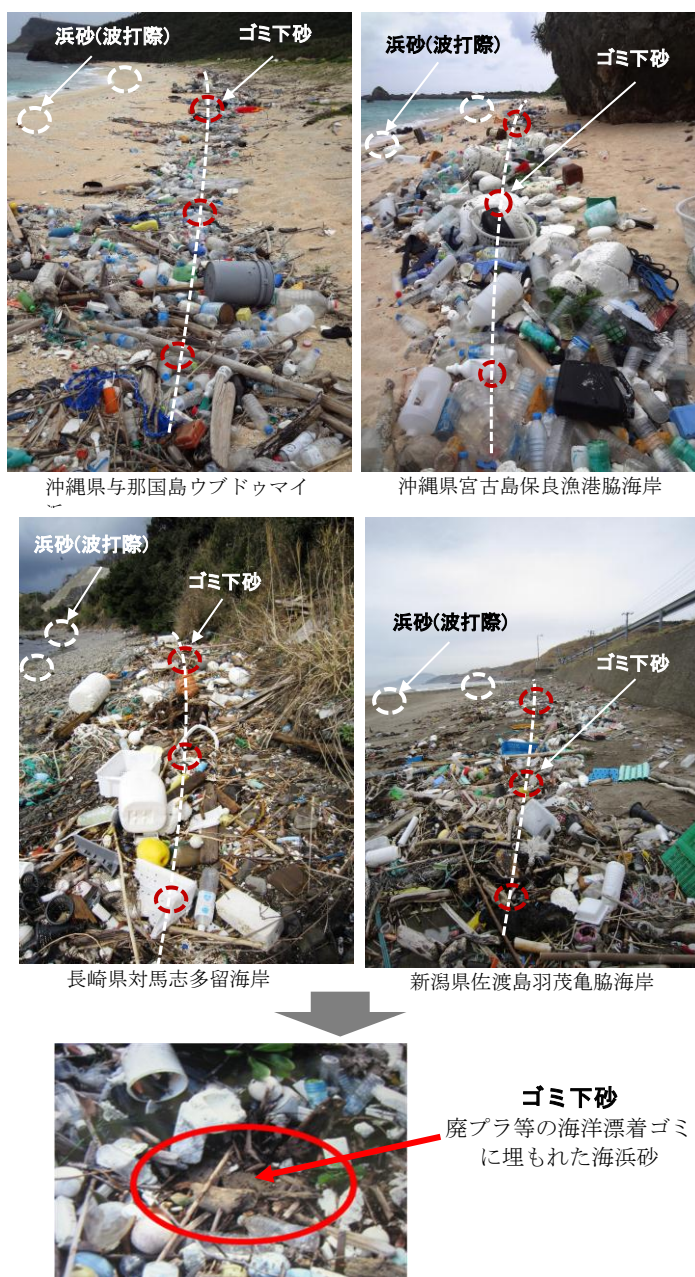 浜砂(波打際)
ゴミ下砂
浜砂(波打際)
ゴミ下砂
沖縄県与那国島ウブドゥマイ
沖縄県宮古島保良漁港脇海岸
浜砂(波打際)
ゴミ下砂
浜砂(波打際)
ゴミ下砂
長崎県対馬志多留海岸
新潟県佐渡島羽茂亀脇海岸
ゴミ下砂
廃プラ等の海洋漂着ゴミ
に埋もれた海浜砂